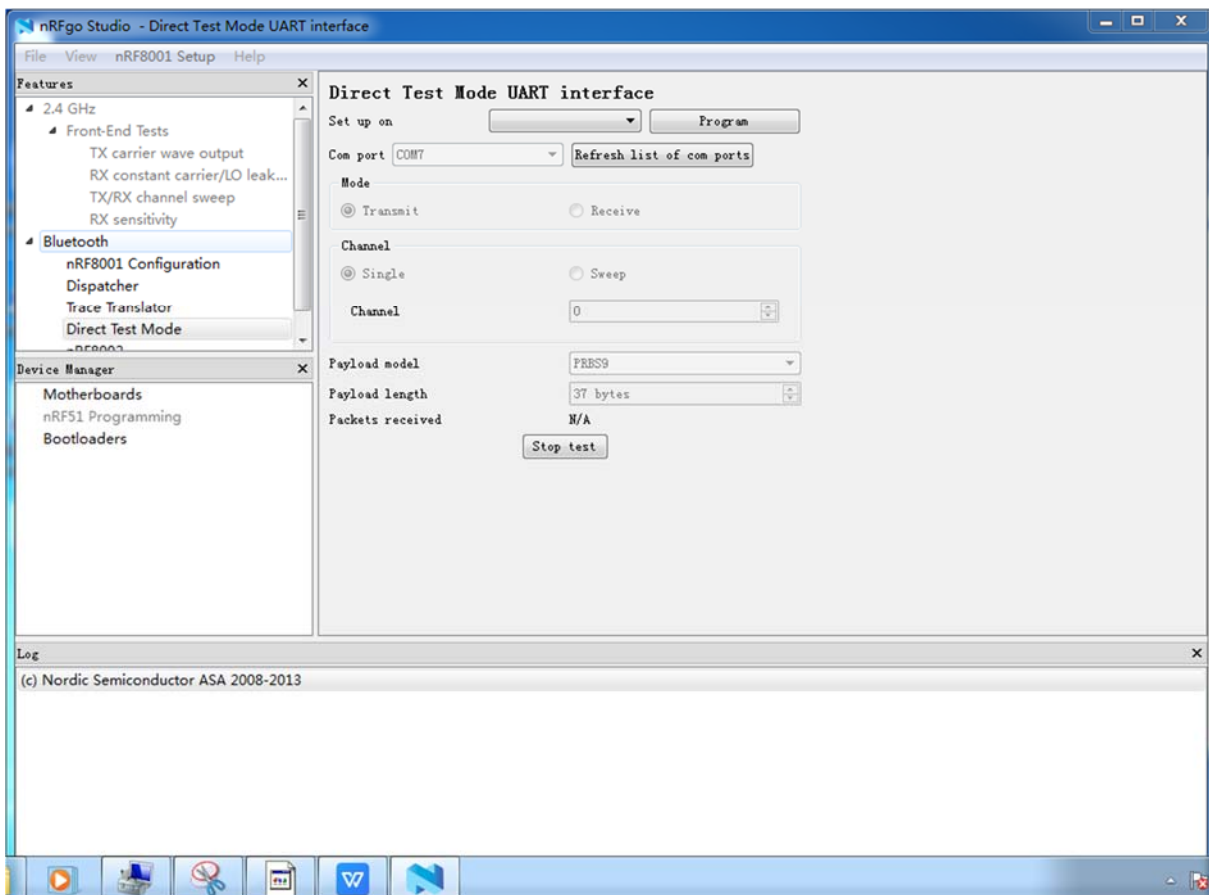 nRFgo Studio - Direct Test Mode UART interface
File View nRF8001 Setup Help
Features
2.4 GHz
Front-End Tests
TX carrier wave output
RX constant carrier/LO leak...
TX/RX channel sweep
RX sensitivity
Bluetooth
nRF8001 Configuration
Dispatcher
Trace Translator
Direct Test Mode
nRF8002
Device Manager
Motherboards
nRF51 Programming
Bootloaders
Direct Test Mode UART interface
Set up on Program
Com port COM7 Refresh list of com ports
Mode
Transmit Receive
Channel
Single Sweep
Channel 0
Payload model PRBS9
Payload length 37 bytes
Packets received N/A
Stop test
Log
(c) Nordic Semiconductor ASA 2008-2013